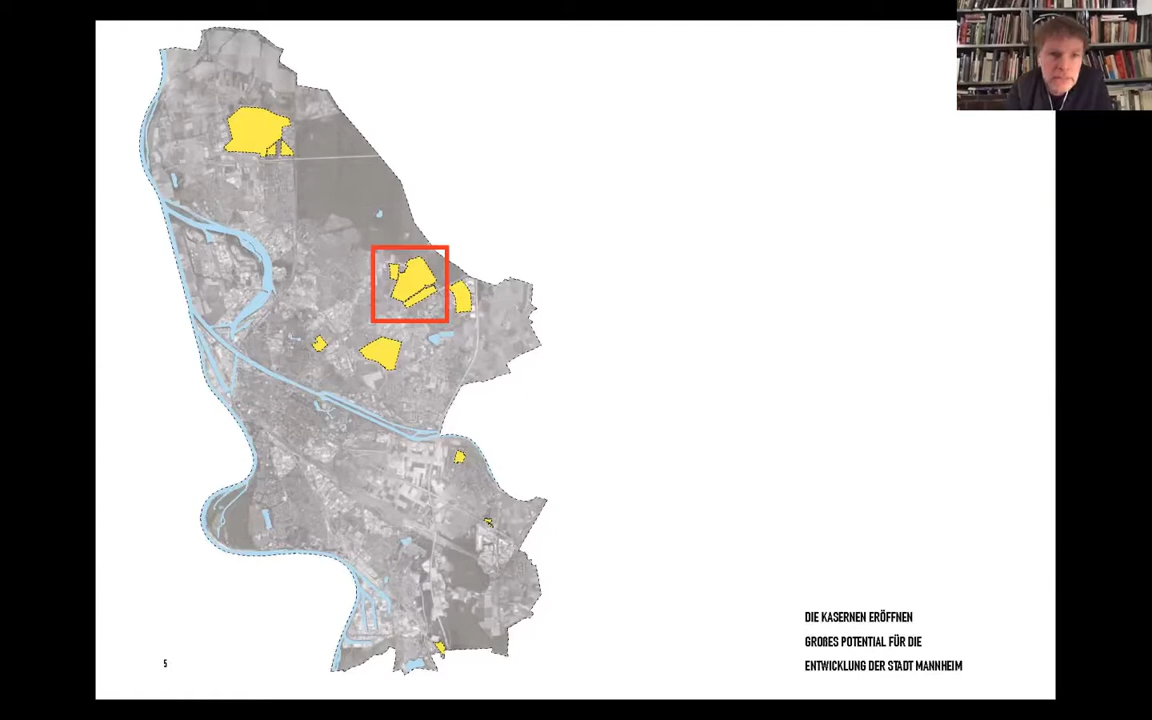 DIE KASERNEN ERÖFFNEN
GROßES POTENTIAL FÜR DIE
ENTWICKLUNG DER STADT MANNHEIM
5